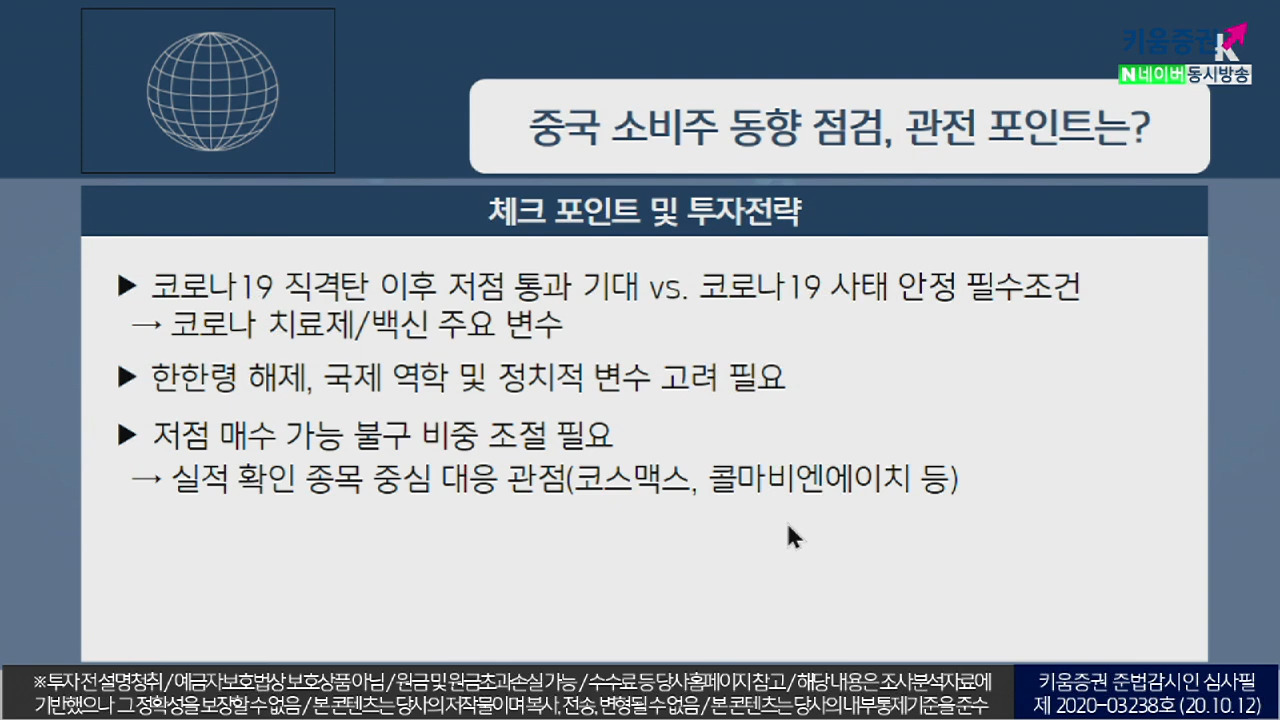 키움증권
N 네이버 동시방송
중국 소비주 동향 점검, 관전 포인트는?
체크 포인트 및 투자전략
▶ 코로나19 직격탄 이후 저점 통과 기대 vs. 코로나19 사태 안정 필수조건
→ 코로나 치료제/백신 주요 변수
▶ 한한령 해제, 국제 역학 및 정치적 변수 고려 필요
▶ 저점 매수 가능 불구 비중 조절 필요
→ 실적 확인 종목 중심 대응 관점(코스맥스, 콜마비엔에이치 등)
※ 투자 전 설명청취 / 예금자보호법상 보호상품 아님 / 원금 및 원금초과손실 가능 / 수수료 등 당사홈페이지 참고 / 해당 내용은 조사분석자료에
기반했으나 그 정확성을 보장할 수 없음 / 본 콘텐츠는 당사의 저작물이며 복사, 전송, 변형될 수 없음 / 본 콘텐츠는 당사의 내부통제기준을 준수
키움증권 준법감시인 심사필
제 2020-03238호 (20.10.12)